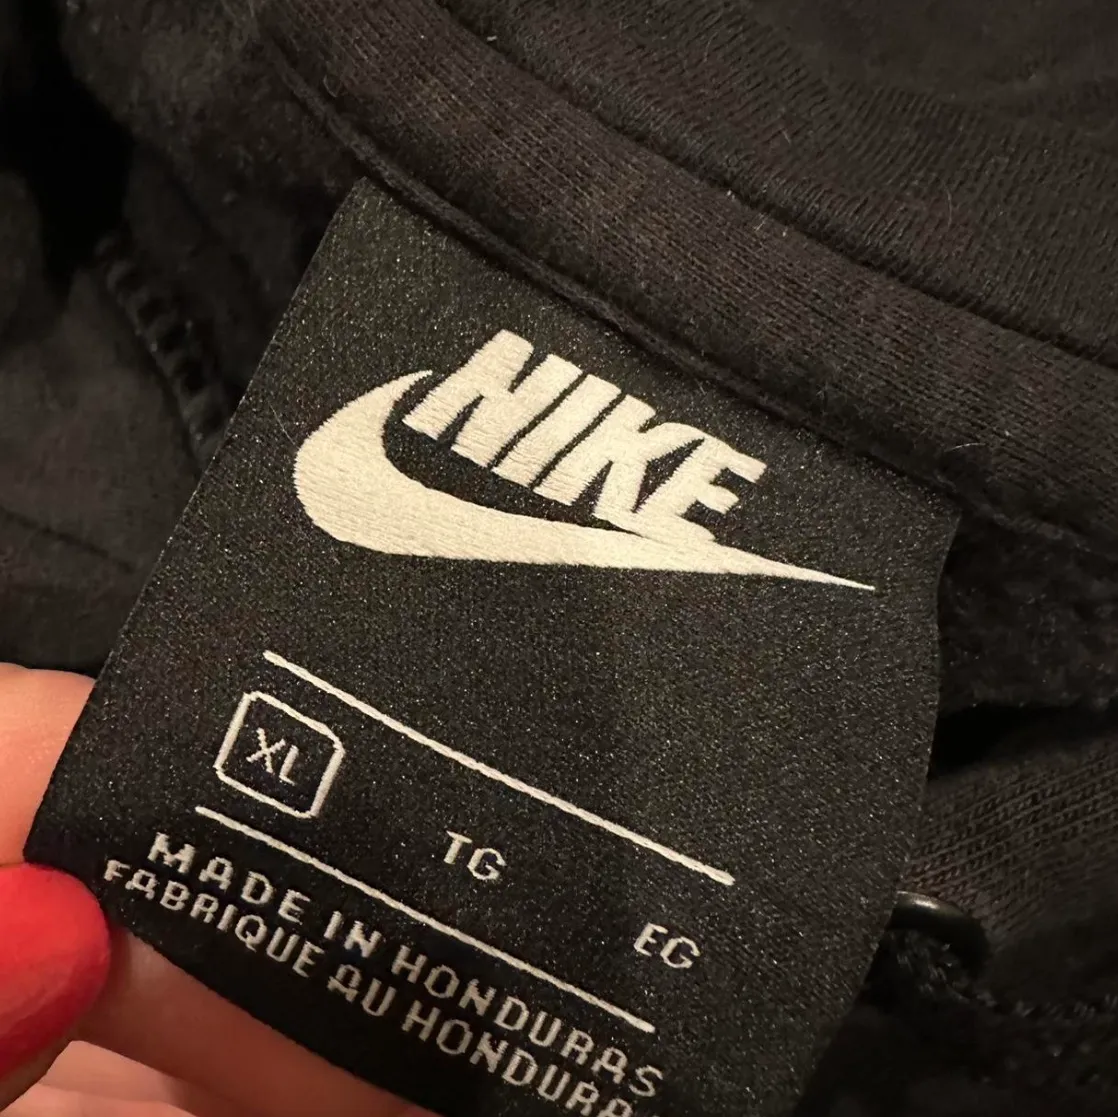 NIKE
XL TG EG
MADE IN HONDURAS
FABRIQUE AU HONDURAS